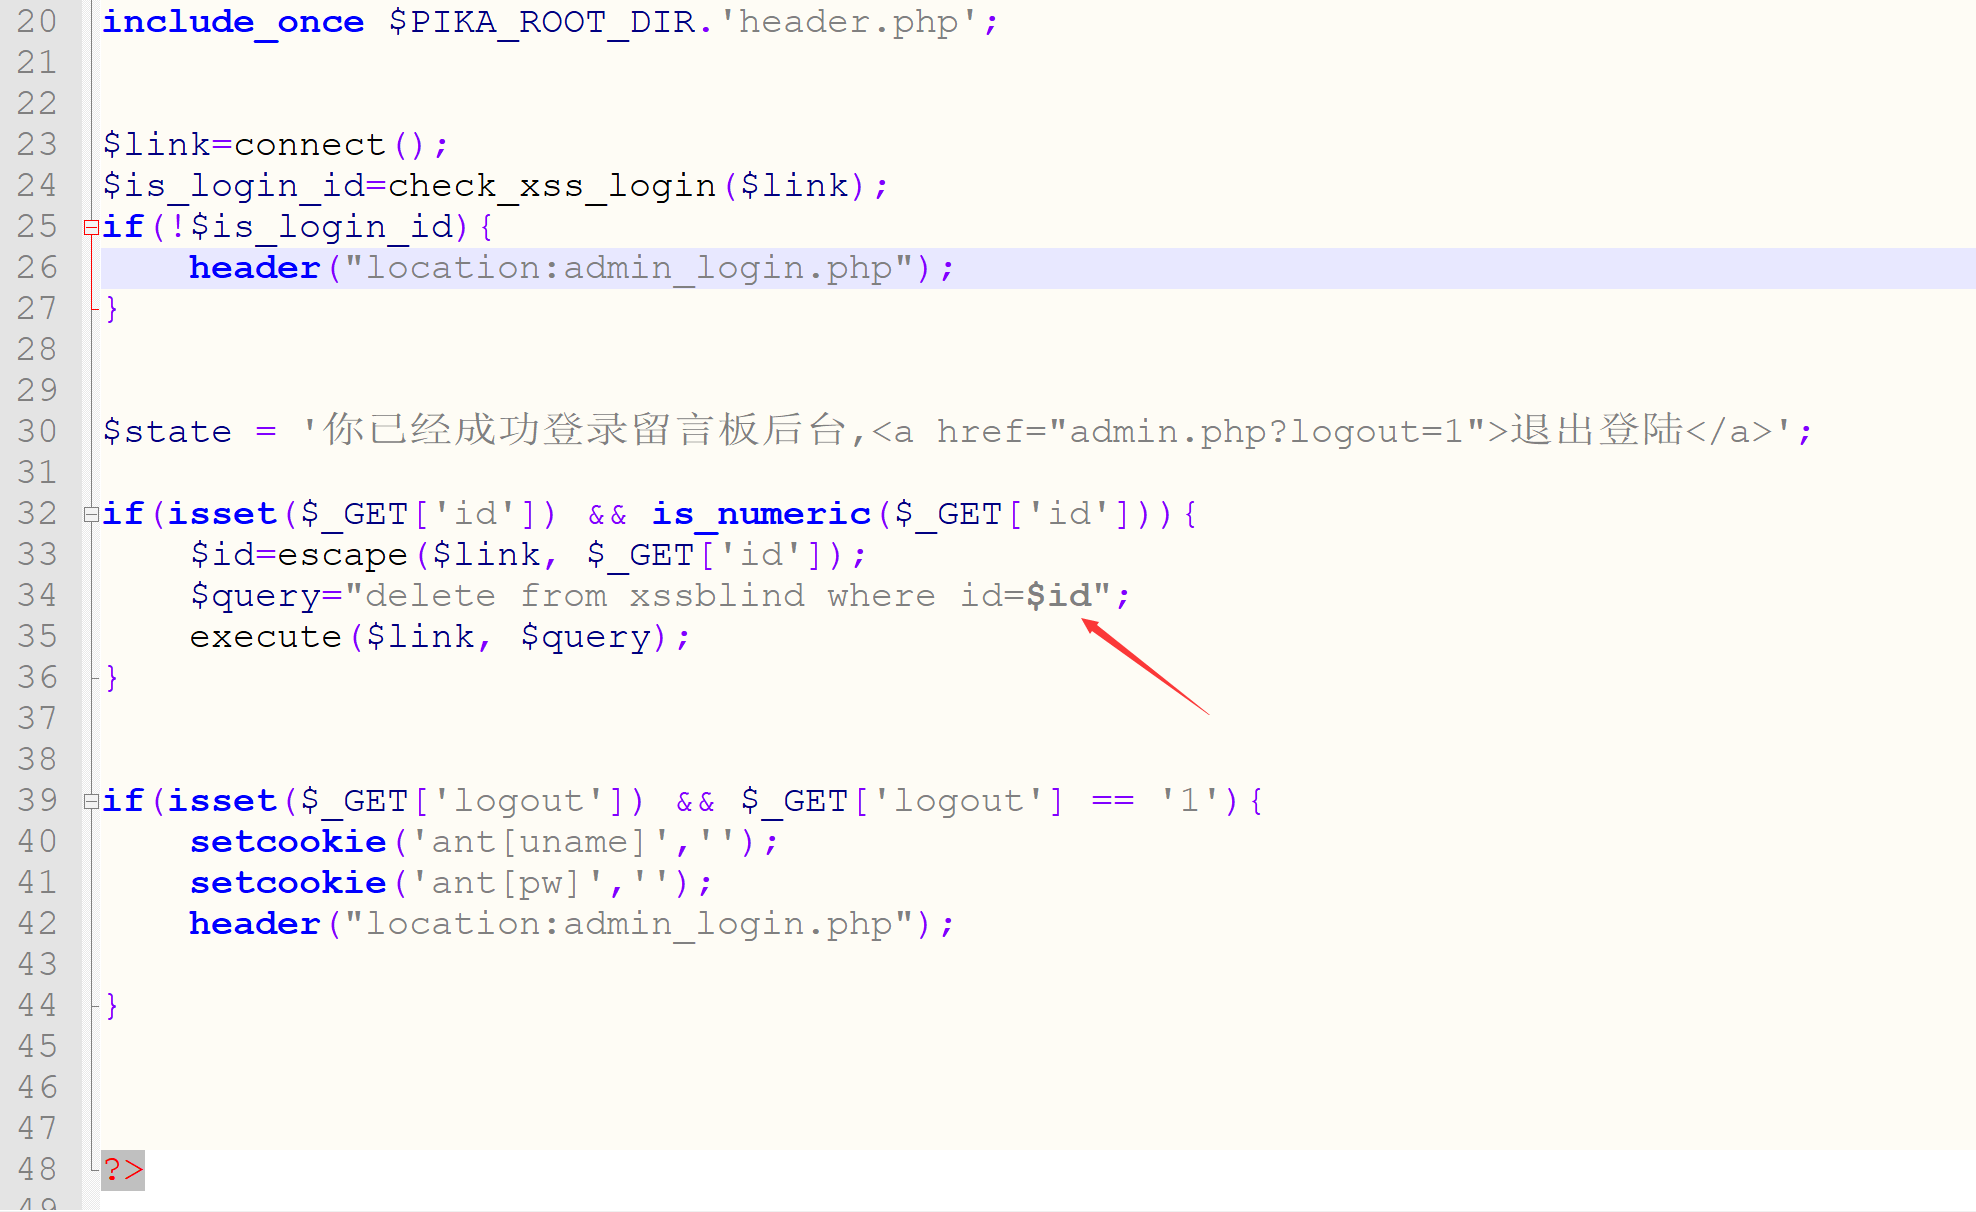 20 include_once $PIKA_ROOT_DIR.'header.php';
21
22
23 $link=connect();
24 $is_login_id=check_xss_login($link);
25 if(!$is_login_id){
26     header("location:admin_login.php");
27 }
28
29
30 $state = '你已经成功登录留言板后台,<a href="admin.php?logout=1">退出登陆</a>';
31
32 if(isset($_GET['id']) && is_numeric($_GET['id'])){
33     $id=escape($link, $_GET['id']);
34     $query="delete from xssblind where id=$id";
35     execute($link, $query);
36 }
37
38
39 if(isset($_GET['logout']) && $_GET['logout'] == '1'){
40     setcookie('ant[uname]','');
41     setcookie('ant[pw]','');
42     header("location:admin_login.php");
43
44 }
45
46
47
48 ?>
49